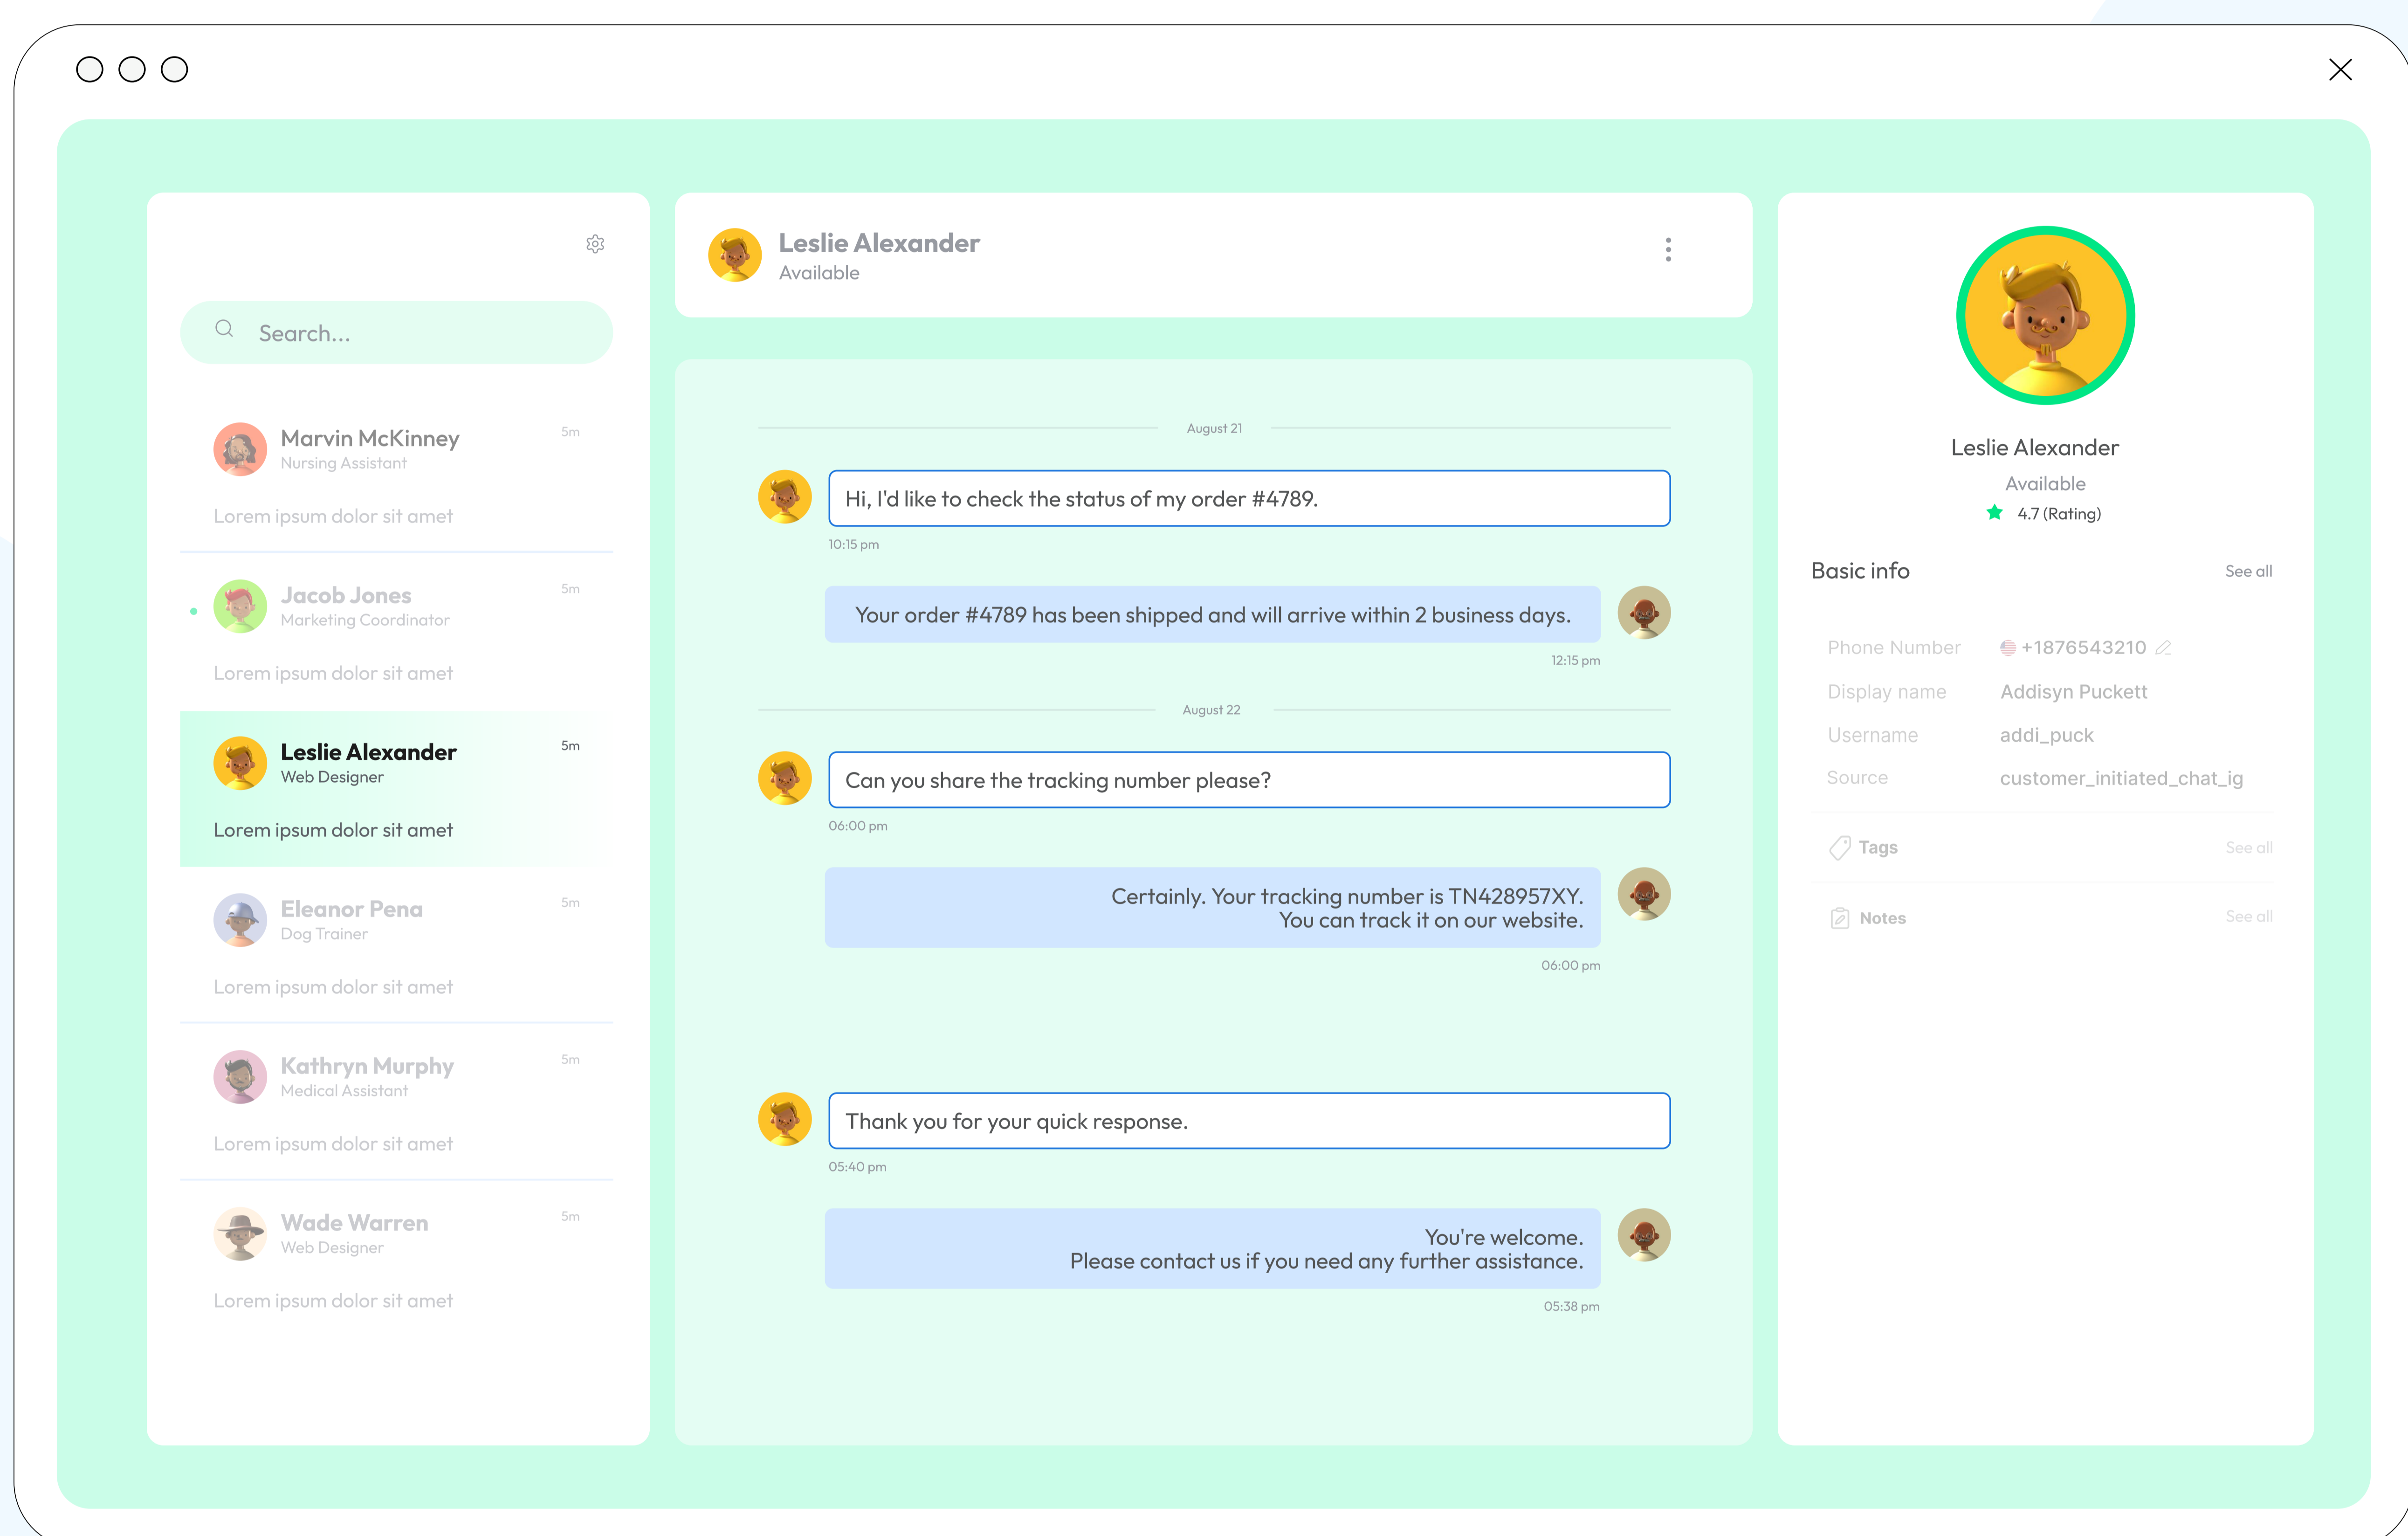 Search...
Marvin McKinney
5m
Nursing Assistant
Lorem ipsum dolor sit amet
Jacob Jones
5m
Marketing Coordinator
Lorem ipsum dolor sit amet
Leslie Alexander
5m
Web Designer
Lorem ipsum dolor sit amet
Eleanor Pena
5m
Dog Trainer
Lorem ipsum dolor sit amet
Kathryn Murphy
5m
Medical Assistant
Lorem ipsum dolor sit amet
Wade Warren
5m
Web Designer
Lorem ipsum dolor sit amet
Leslie Alexander
Available
August 21
Hi, I'd like to check the status of my order #4789.
10:15 pm
Your order #4789 has been shipped and will arrive within 2 business days.
12:15 pm
August 22
Can you share the tracking number please?
06:00 pm
Certainly. Your tracking number is TN428957XY.
You can track it on our website.
06:00 pm
Thank you for your quick response.
05:40 pm
You're welcome.
Please contact us if you need any further assistance.
05:38 pm
Leslie Alexander
Available
4.7 (Rating)
Basic info
See all
Phone Number +1876543210
Display name Addisyn Puckett
Username addi_puck
Source customer_initiated_chat_ig
Tags
See all
Notes
See all